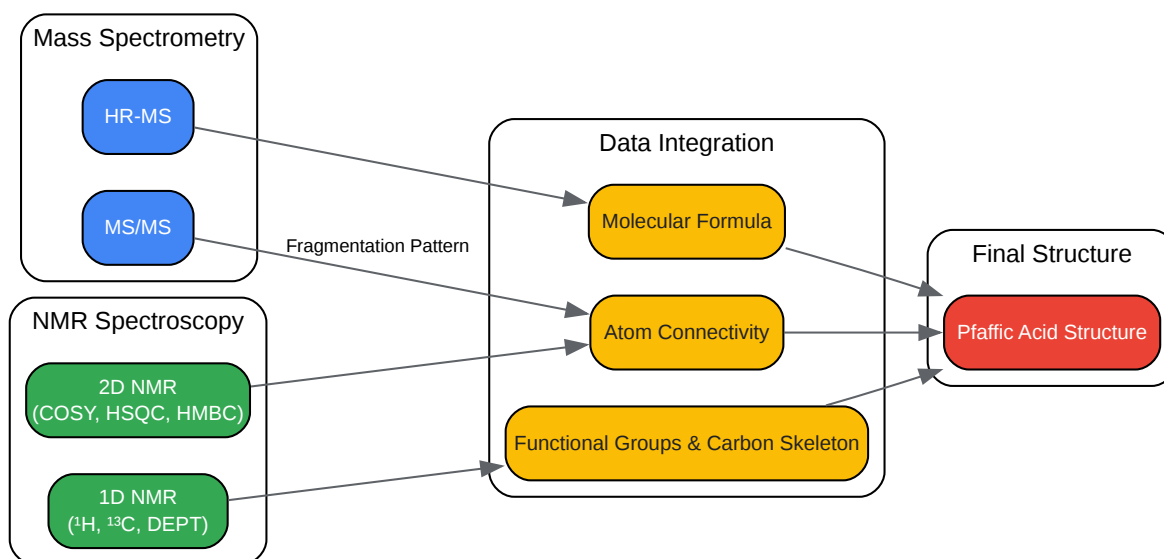 Mass Spectrometry
HR-MS
MS/MS
Fragmentation Pattern
NMR Spectroscopy
2D NMR
(COSY, HSQC, HMBC)
1D NMR
(¹H, ¹³C, DEPT)
Data Integration
Molecular Formula
Atom Connectivity
Functional Groups & Carbon Skeleton
Final Structure
Pfaffic Acid Structure